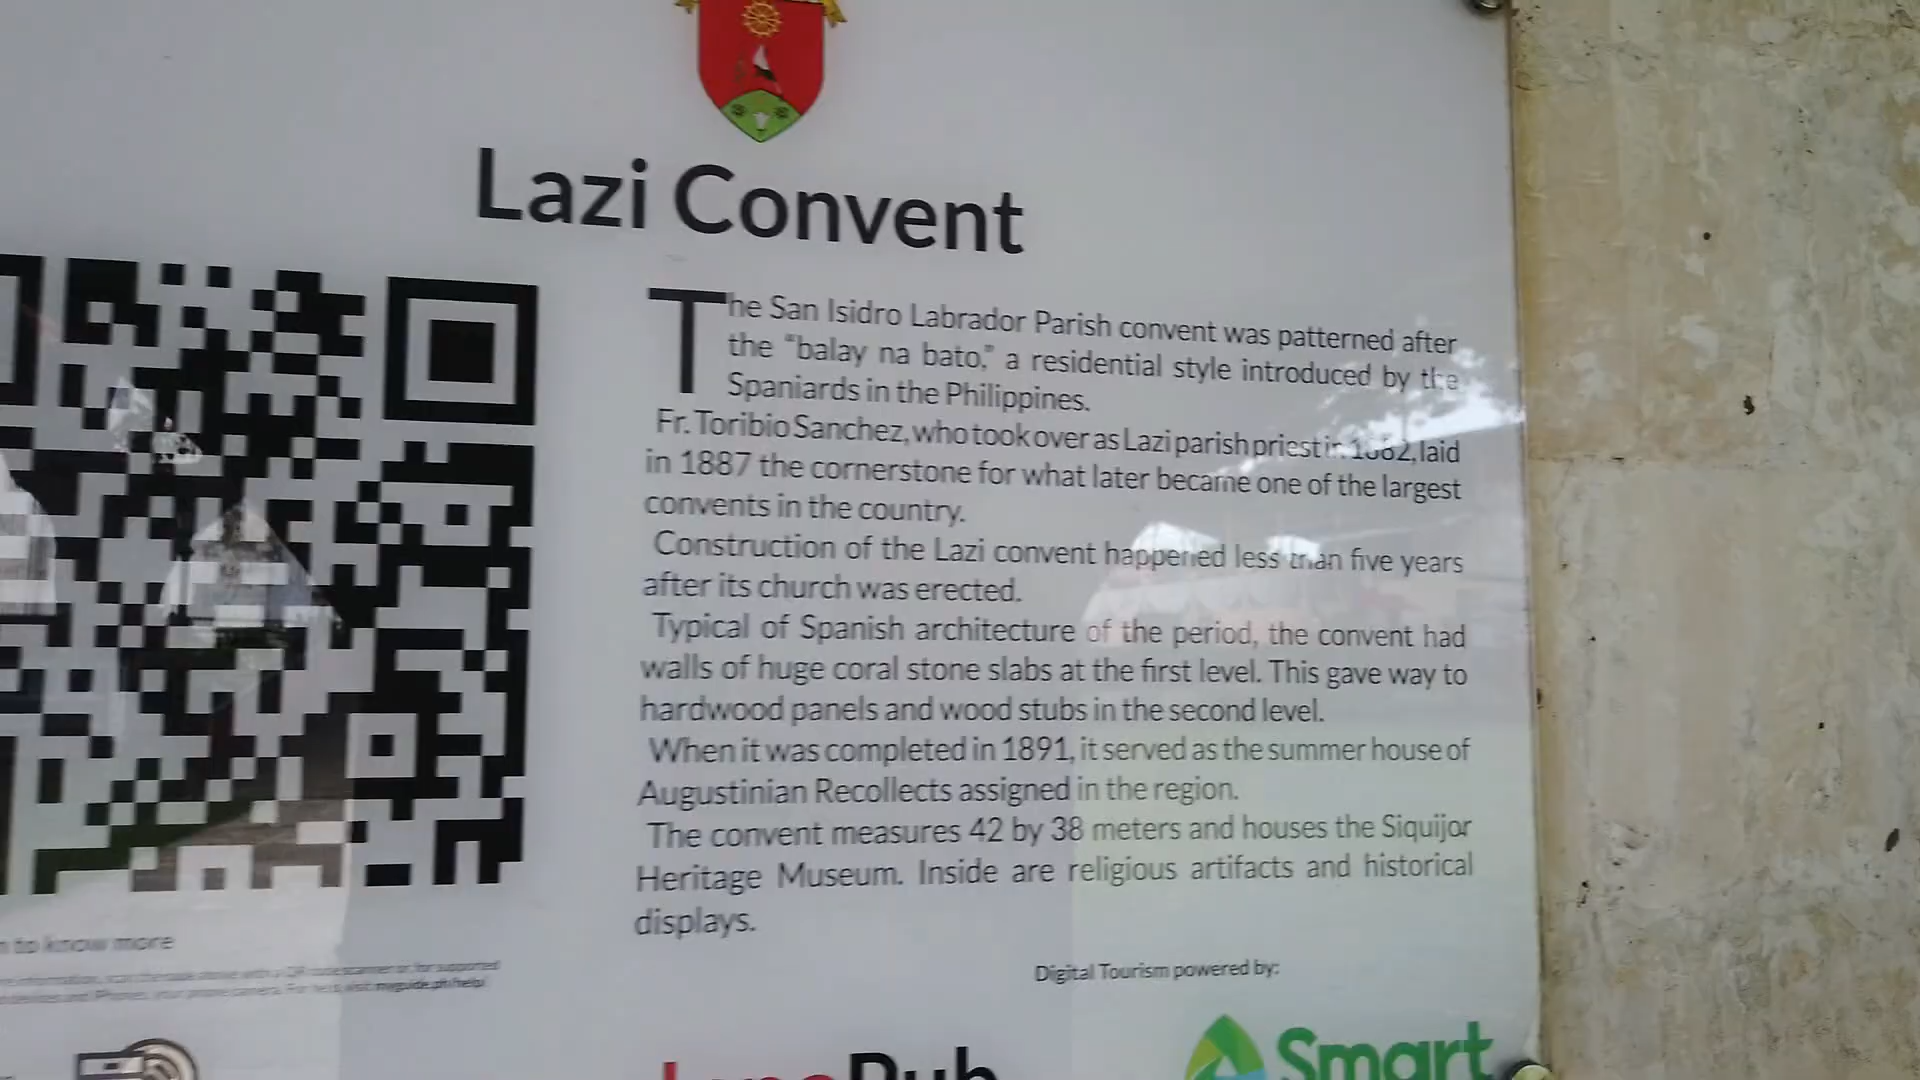 Lazi Convent
The San Isidro Labrador Parish convent was patterned after
the “balay na bato,” a residential style introduced by the
Spaniards in the Philippines.
Fr. Toribio Sanchez, who took over as Lazi parish priest in 1882, laid
in 1887 the cornerstone for what later became one of the largest
convents in the country.
Construction of the Lazi convent happened less than five years
after its church was erected.
Typical of Spanish architecture of the period, the convent had
walls of huge coral stone slabs at the first level. This gave way to
hardwood panels and wood stubs in the second level.
When it was completed in 1891, it served as the summer house of
Augustinian Recollects assigned in the region.
The convent measures 42 by 38 meters and houses the Siquijor
Heritage Museum. Inside are religious artifacts and historical
displays.
to know more
Digital Tourism powered by:
Smart